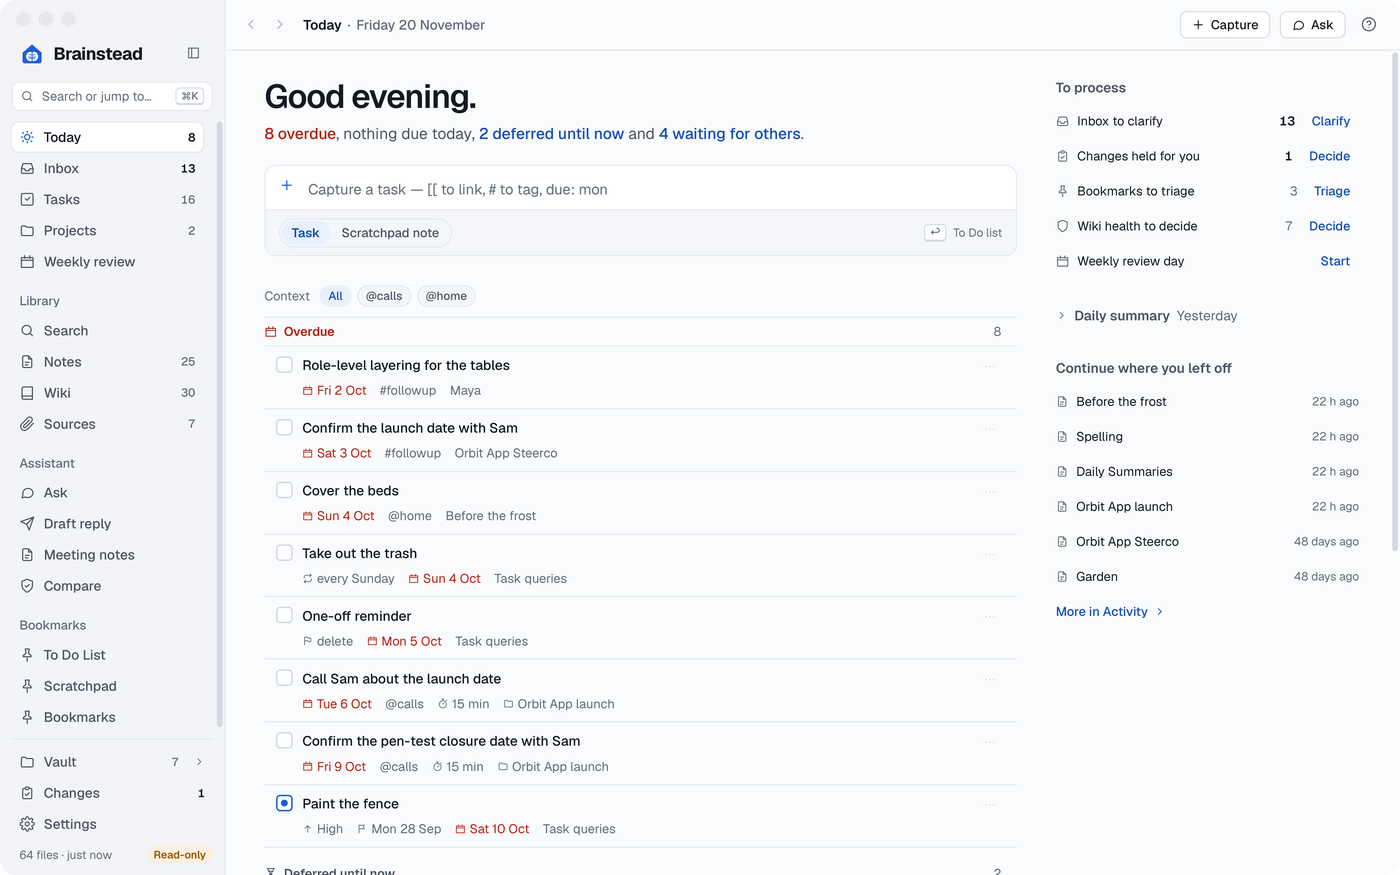 Brainstead
Search or jump to... ⌘K
Today 8
Inbox 13
Tasks 16
Projects 2
Weekly review
Library
Search
Notes 25
Wiki 30
Sources 7
Assistant
Ask
Draft reply
Meeting notes
Compare
Bookmarks
To Do List
Scratchpad
Bookmarks
Vault 7
Changes 1
Settings
64 files · just now Read-only
Today · Friday 20 November
Capture
Ask
Good evening.
8 overdue, nothing due today, 2 deferred until now and 4 waiting for others.
Capture a task — [[ to link, # to tag, due: mon
Task Scratchpad note To Do list
Context All @calls @home
Overdue 8
Role-level layering for the tables
Fri 2 Oct #followup Maya
Confirm the launch date with Sam
Sat 3 Oct #followup Orbit App Steerco
Cover the beds
Sun 4 Oct @home Before the frost
Take out the trash
every Sunday Sun 4 Oct Task queries
One-off reminder
delete Mon 5 Oct Task queries
Call Sam about the launch date
Tue 6 Oct @calls 15 min Orbit App launch
Confirm the pen-test closure date with Sam
Fri 9 Oct @calls 15 min Orbit App launch
Paint the fence
High Mon 28 Sep Sat 10 Oct Task queries
Deferred until now 2
To process
Inbox to clarify 13 Clarify
Changes held for you 1 Decide
Bookmarks to triage 3 Triage
Wiki health to decide 7 Decide
Weekly review day Start
Daily summary Yesterday
Continue where you left off
Before the frost 22 h ago
Spelling 22 h ago
Daily Summaries 22 h ago
Orbit App launch 22 h ago
Orbit App Steerco 48 days ago
Garden 48 days ago
More in Activity